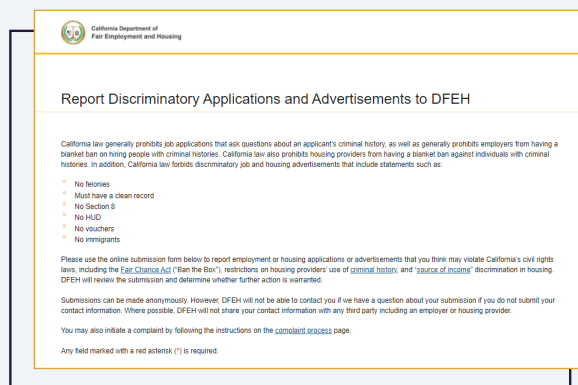 California Department of
Fair Employment and Housing
Report Discriminatory Applications and Advertisements to DFEH
California law generally prohibits job applications that ask questions about an applicant's criminal history, as well as generally prohibits employers from having a
blanket ban on hiring people with criminal histories. California law also prohibits housing providers from having a blanket ban against individuals with criminal
histories. In addition, California law forbids discriminatory job and housing advertisements that include statements such as:
No felonies
Must have a clean record
No Section 8
No HUD
No vouchers
No immigrants
Please use the online submission form below to report employment or housing applications or advertisements that you think may violate California's civil rights
laws, including the Fair Chance Act ("Ban the Box"), restrictions on housing providers' use of criminal history, and "source of income" discrimination in housing.
DFEH will review the submission and determine whether further action is warranted.
Submissions can be made anonymously. However, DFEH will not be able to contact you if we have a question about your submission if you do not submit your
contact information. Where possible, DFEH will not share your contact information with any third party including an employer or housing provider.
You may also initiate a complaint by following the instructions on the complaint process page.
Any field marked with a red asterisk (*) is required.